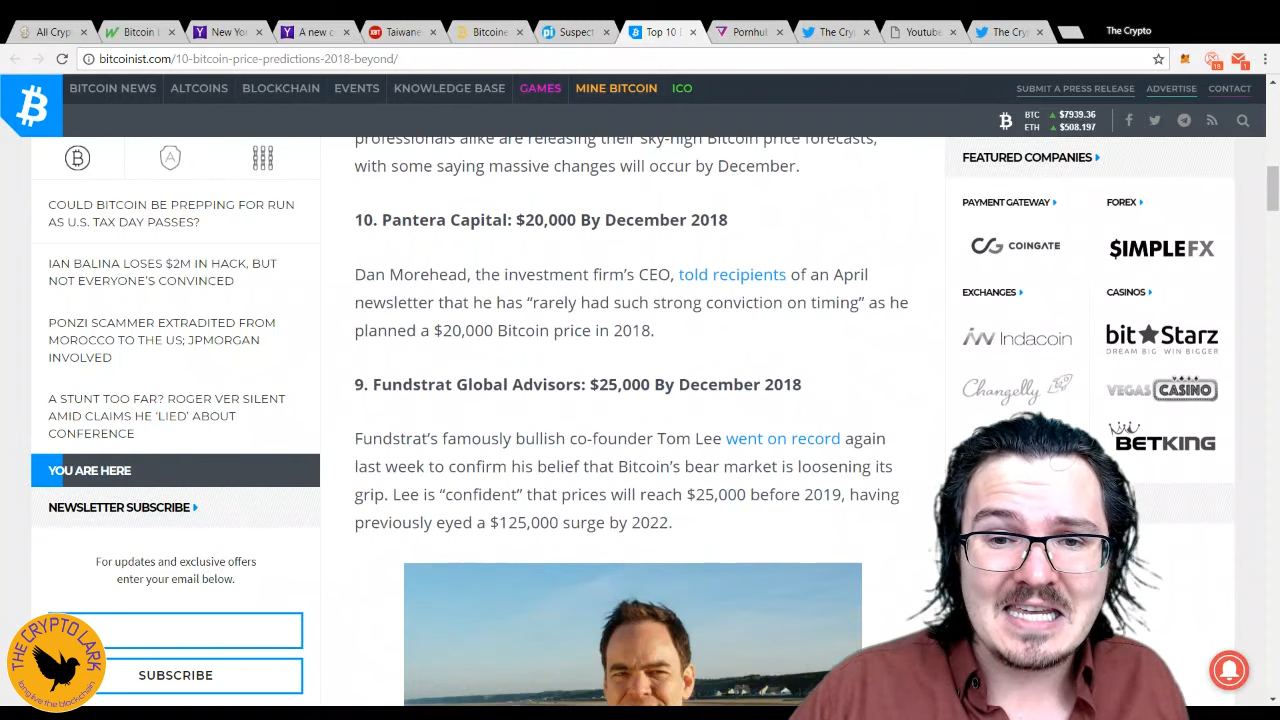 All Cryp
Bitcoin I
New Yo
A new c
Taiwane
Bitcoine
Suspect
Top 10 B
Pornhul
The Cry
Youtube
The Cry
The Crypto
bitcoinist.com/10-bitcoin-price-predictions-2018-beyond/
18
1
BITCOIN NEWS ALTCOINS BLOCKCHAIN EVENTS KNOWLEDGE BASE GAMES MINE BITCOIN ICO
SUBMIT A PRESS RELEASE ADVERTISE CONTACT
BTC $7939.36
ETH $508.197
COULD BITCOIN BE PREPPING FOR RUN
AS U.S. TAX DAY PASSES?
IAN BALINA LOSES $2M IN HACK, BUT
NOT EVERYONE'S CONVINCED
PONZI SCAMMER EXTRADITED FROM
MOROCCO TO THE US; JPMORGAN
INVOLVED
A STUNT TOO FAR? ROGER VER SILENT
AMID CLAIMS HE 'LIED' ABOUT
CONFERENCE
YOU ARE HERE
NEWSLETTER SUBSCRIBE
For updates and exclusive offers
enter your email below.
SUBSCRIBE
THE CRYPTO LARK
long live the blockchain
professionals alike are releasing their sky-high Bitcoin price forecasts,
with some saying massive changes will occur by December.
10. Pantera Capital: $20,000 By December 2018
Dan Morehead, the investment firm's CEO, told recipients of an April
newsletter that he has “rarely had such strong conviction on timing” as he
planned a $20,000 Bitcoin price in 2018.
9. Fundstrat Global Advisors: $25,000 By December 2018
Fundstrat's famously bullish co-founder Tom Lee went on record again
last week to confirm his belief that Bitcoin's bear market is loosening its
grip. Lee is “confident” that prices will reach $25,000 before 2019, having
previously eyed a $125,000 surge by 2022.
FEATURED COMPANIES
PAYMENT GATEWAY
FOREX
COINGATE
$IMPLEFX
EXCHANGES
CASINOS
Indacoin
bit★Starz
DREAM BIG WIN BIGGER
Changelly
VEGAS CASINO
BETKING